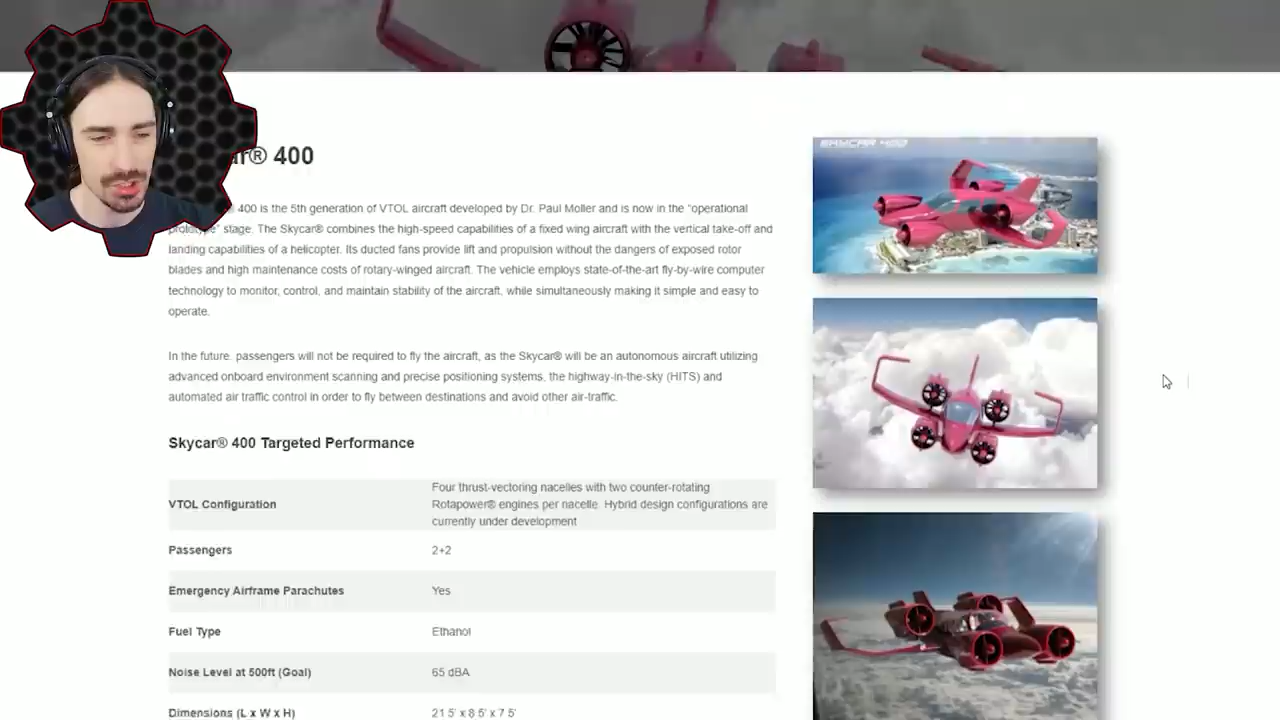 ar® 400
400 is the 5th generation of VTOL aircraft developed by Dr. Paul Moller and is now in the "operational
prototype" stage. The Skycar® combines the high-speed capabilities of a fixed wing aircraft with the vertical take-off and
landing capabilities of a helicopter. Its ducted fans provide lift and propulsion without the dangers of exposed rotor
blades and high maintenance costs of rotary-winged aircraft. The vehicle employs state-of-the-art fly-by-wire computer
technology to monitor, control, and maintain stability of the aircraft, while simultaneously making it simple and easy to
operate.
In the future, passengers will not be required to fly the aircraft, as the Skycar® will be an autonomous aircraft utilizing
advanced onboard environment scanning and precise positioning systems, the highway-in-the-sky (HITS) and
automated air traffic control in order to fly between destinations and avoid other air-traffic.
Skycar® 400 Targeted Performance
VTOL Configuration
Four thrust-vectoring nacelles with two counter-rotating
Rotapower® engines per nacelle. Hybrid design configurations are
currently under development
Passengers 2+2
Emergency Airframe Parachutes Yes
Fuel Type Ethanol
Noise Level at 500ft (Goal) 65 dBA
Dimensions (L x W x H) 21.5' x 8.5' x 7.5'
SKYCAR 400